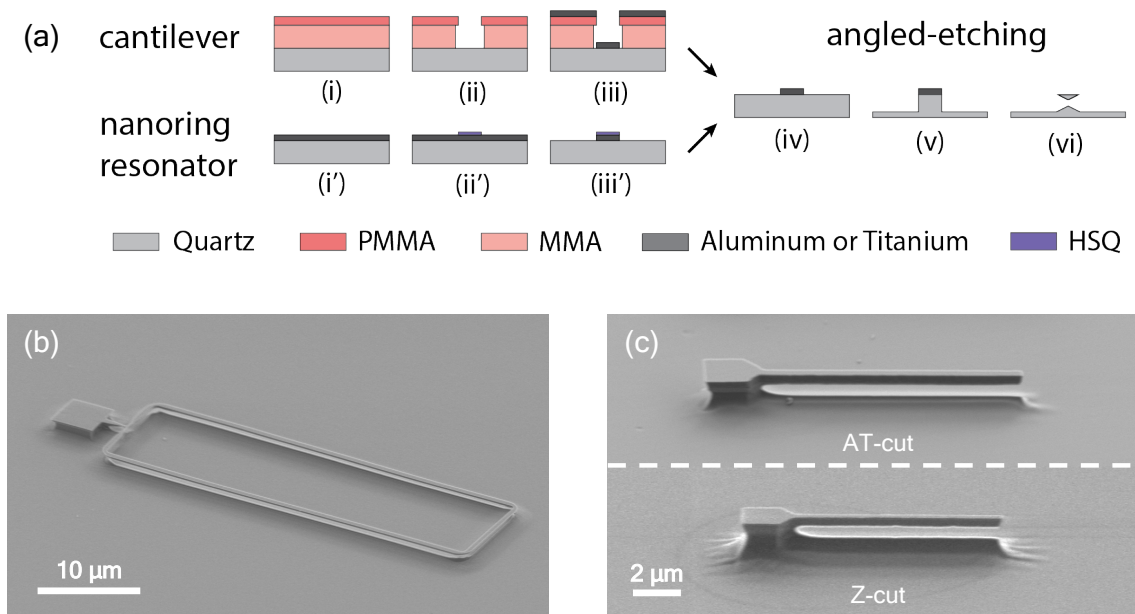 (a) cantilever
angled-etching
(i) (ii) (iii)
(iv) (v) (vi)
nanoring
resonator
(i') (ii') (iii')
Quartz PMMA MMA Aluminum or Titanium HSQ
(b)
10 μm
(c)
AT-cut
2 μm
Z-cut